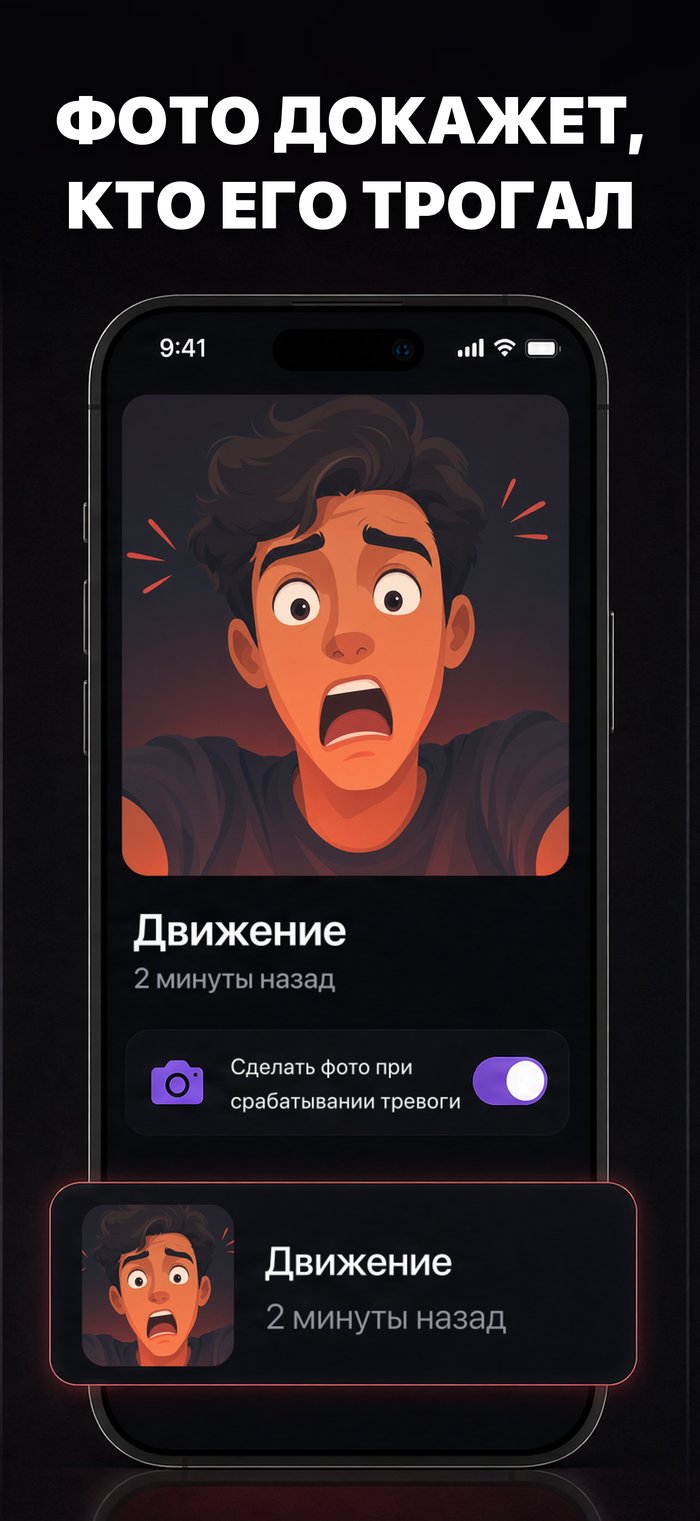 ФОТО ДОКАЖЕТ,
КТО ЕГО ТРОГАЛ
9:41
Движение
2 минуты назад
Сделать фото при
срабатывании тревоги
Движение
2 минуты назад